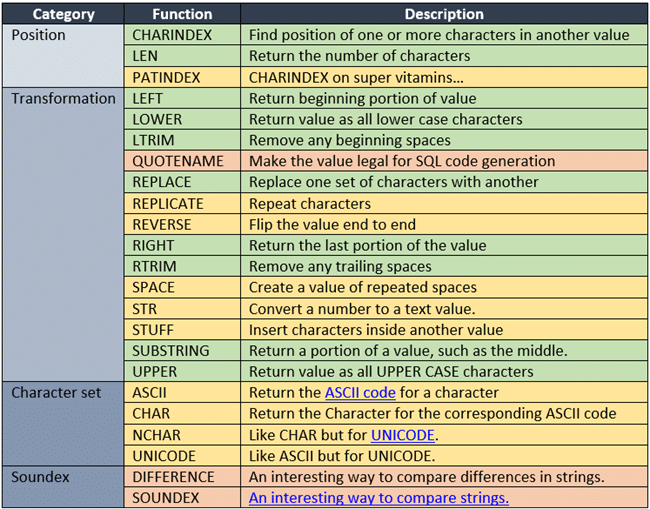 Category Function Description
Position CHARINDEX Find position of one or more characters in another value
LEN Return the number of characters
PATINDEX CHARINDEX on super vitamins…
Transformation LEFT Return beginning portion of value
LOWER Return value as all lower case characters
LTRIM Remove any beginning spaces
QUOTENAME Make the value legal for SQL code generation
REPLACE Replace one set of characters with another
REPLICATE Repeat characters
REVERSE Flip the value end to end
RIGHT Return the last portion of the value
RTRIM Remove any trailing spaces
SPACE Create a value of repeated spaces
STR Convert a number to a text value.
STUFF Insert characters inside another value
SUBSTRING Return a portion of a value, such as the middle.
UPPER Return value as all UPPER CASE characters
Character set ASCII Return the ASCII code for a character
CHAR Return the Character for the corresponding ASCII code
NCHAR Like CHAR but for UNICODE.
UNICODE Like ASCII but for UNICODE.
Soundex DIFFERENCE An interesting way to compare differences in strings.
SOUNDEX An interesting way to compare strings.